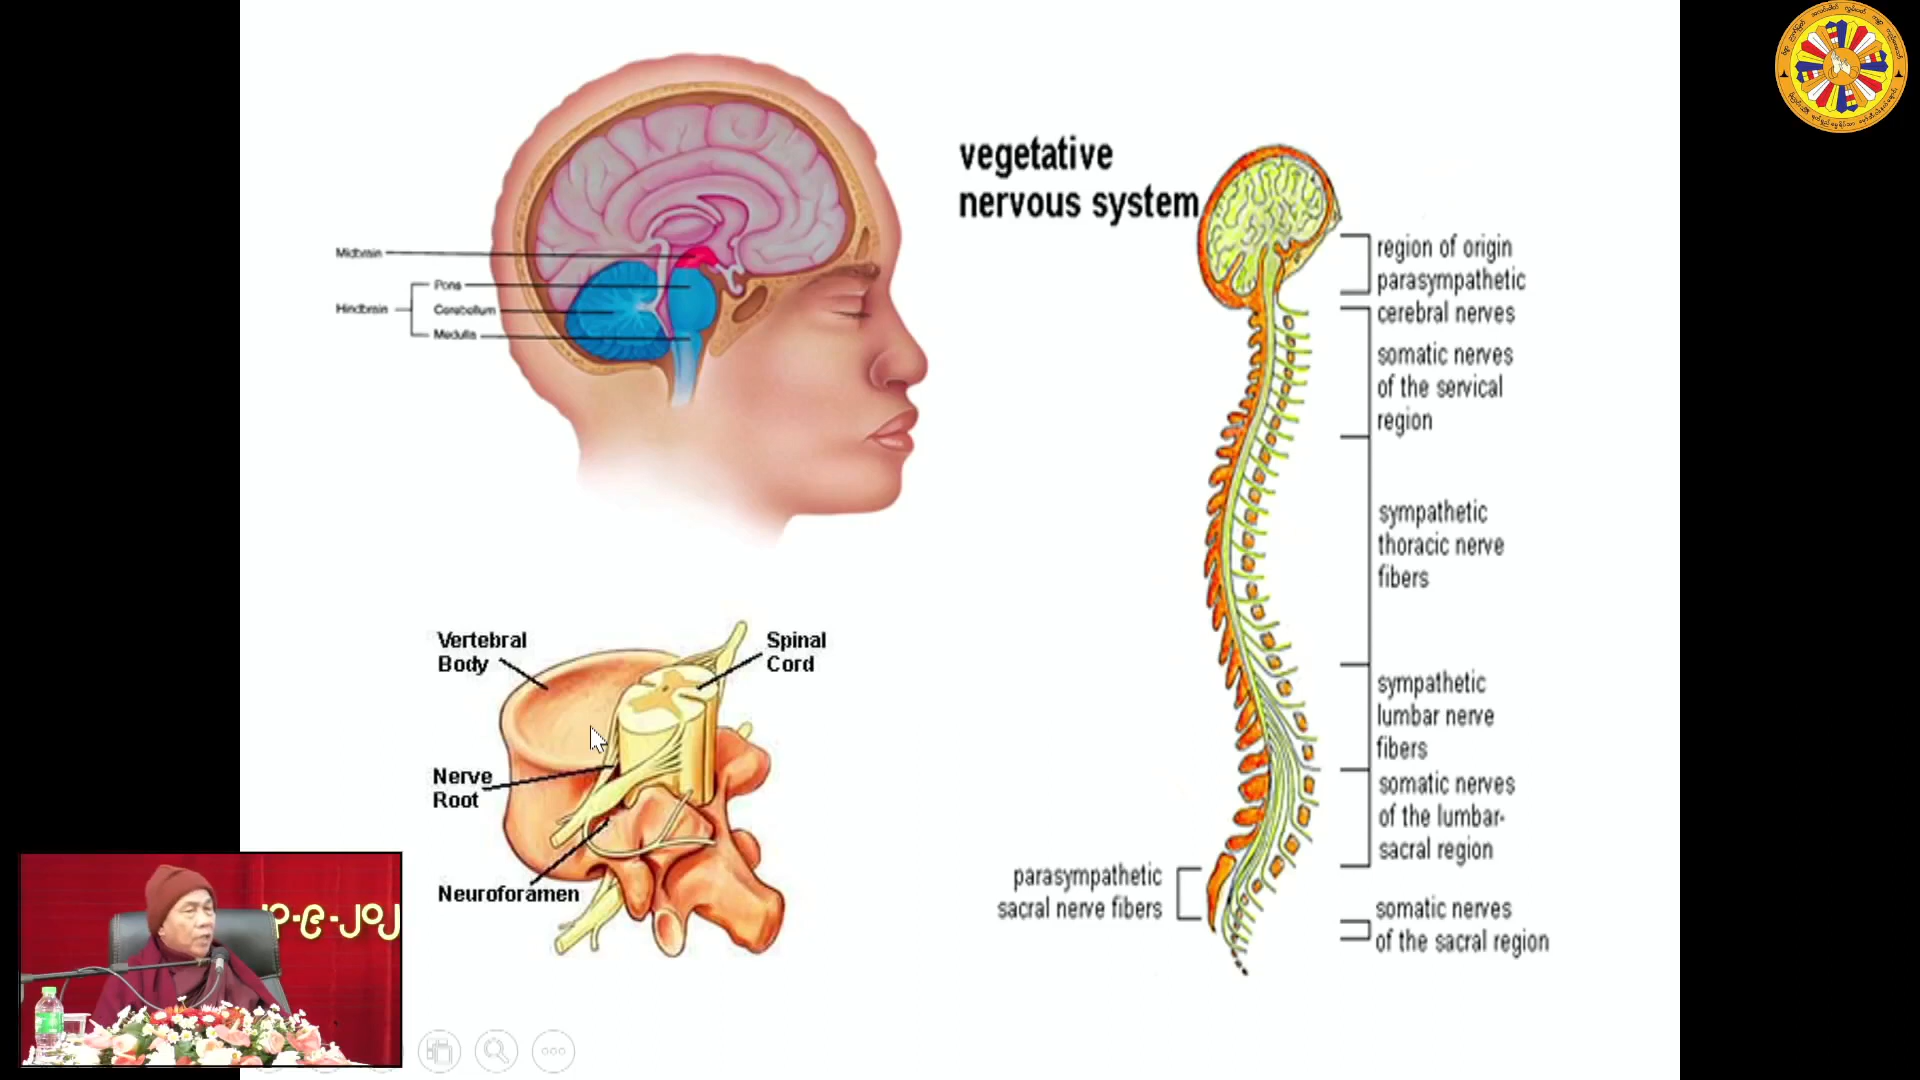 vegetative
nervous system
Midbrain
Hindbrain
Pons
Cerebellum
Medulla
region of origin
parasympathetic
cerebral nerves
somatic nerves
of the servical
region
sympathetic
thoracic nerve
fibers
sympathetic
lumbar nerve
fibers
somatic nerves
of the lumbar-
sacral region
parasympathetic
sacral nerve fibers
somatic nerves
of the sacral region
Vertebral
Body
Spinal
Cord
Nerve
Root
Neuroforamen